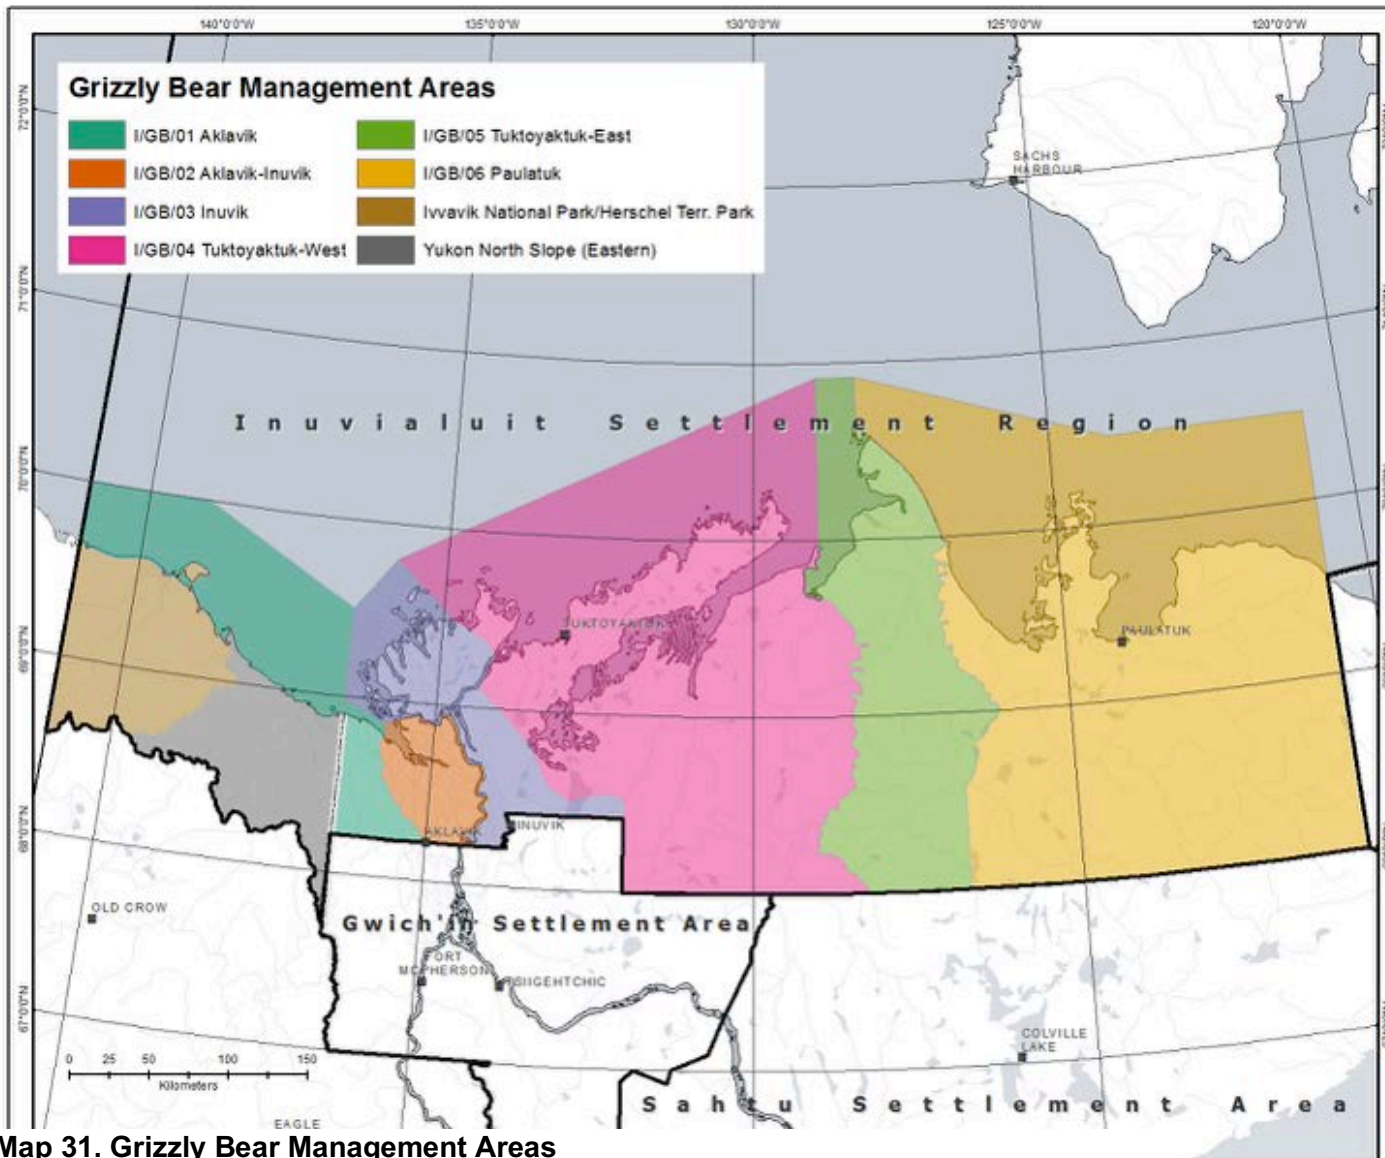 140°0'0"W 135°0'0"W 130°0'0"W 125°0'0"W 120°0'0"W
72°0'0"N
71°0'0"N
70°0'0"N
69°0'0"N
68°0'0"N
67°0'0"N
Grizzly Bear Management Areas
I/GB/01 Aklavik
I/GB/02 Aklavik-Inuvik
I/GB/03 Inuvik
I/GB/04 Tuktoyaktuk-West
I/GB/05 Tuktoyaktuk-East
I/GB/06 Paulatuk
Ivvavik National Park/Herschel Terr. Park
Yukon North Slope (Eastern)
SACHS
HARBOUR
Inuvialuit Settlement Region
TUKTOYAKTUK
PAULATUK
AKLAVIK
INUVIK
OLD CROW
Gwich'in Settlement Area
FORT
MCPHERSON
TSIIGEHTCHIC
COLVILLE
LAKE
0 25 50 100 150
Kilometers
Sahtu Settlement Area
EAGLE
Map 31. Grizzly Bear Management Areas